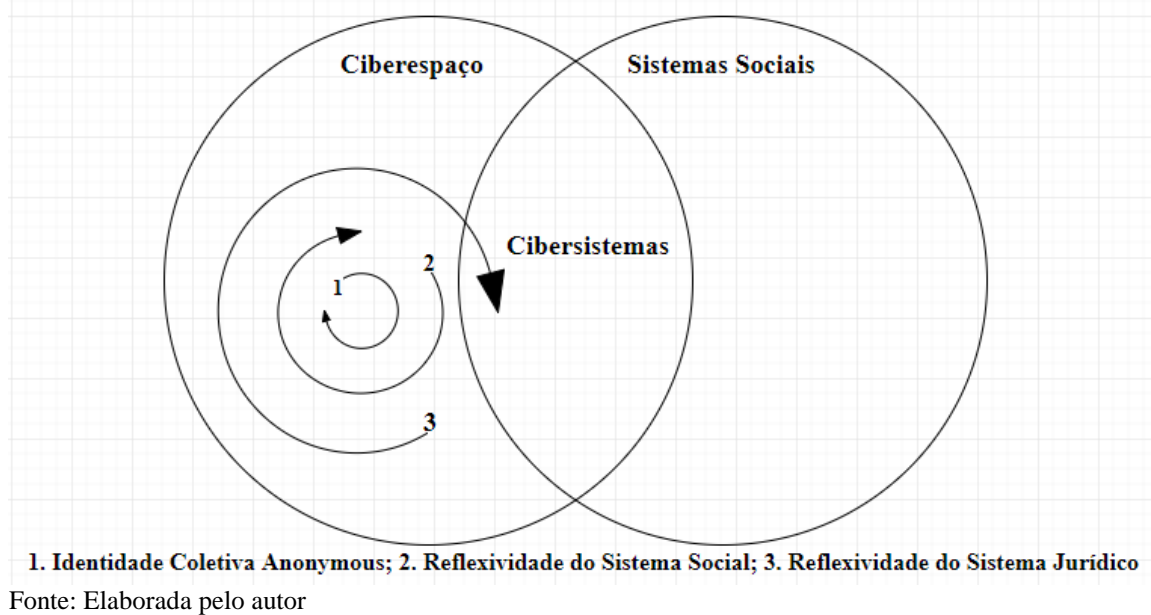 Ciberespaço
Sistemas Sociais
Cibersistemas
2
1
3
1. Identidade Coletiva Anonymous; 2. Reflexividade do Sistema Social; 3. Reflexividade do Sistema Jurídico
Fonte: Elaborada pelo autor